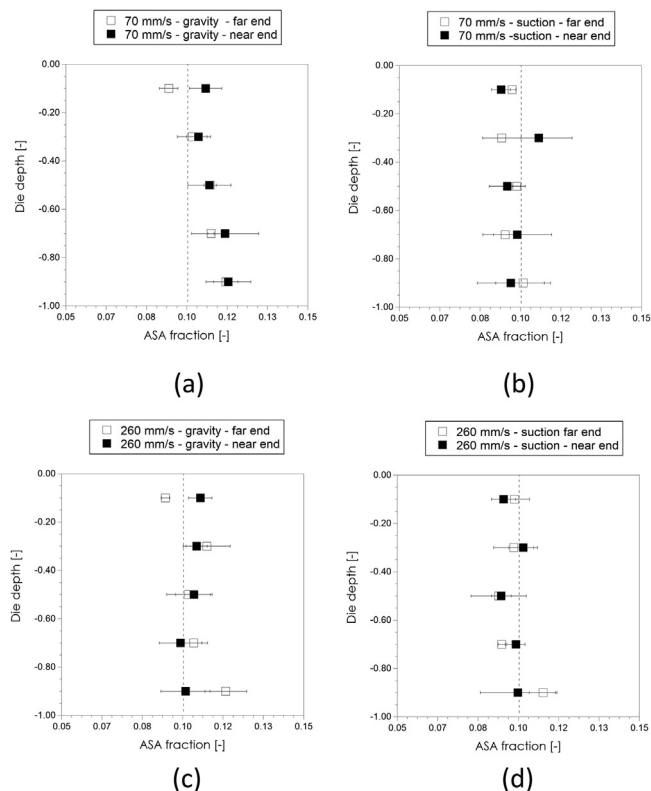 70 mm/s - gravity - far end
70 mm/s - gravity - near end
0.00
-0.20
-0.40
-0.60
-0.80
-1.00
Die depth [-]
0.05 0.07 0.08 0.10 0.12 0.13 0.15
ASA fraction [-]
(a)
70 mm/s - suction - far end
70 mm/s -suction - near end
0.00
-0.20
-0.40
-0.60
-0.80
-1.00
Die depth [-]
0.05 0.07 0.08 0.10 0.12 0.13 0.15
ASA fraction [-]
(b)
260 mm/s - gravity - far end
260 mm/s - gravity - near end
0.00
-0.20
-0.40
-0.60
-0.80
-1.00
Die depth [-]
0.05 0.07 0.08 0.10 0.12 0.13 0.15
ASA fraction [-]
(c)
260 mm/s - suction far end
260 mm/s - suction - near end
0.00
-0.20
-0.40
-0.60
-0.80
-1.00
Die depth [-]
0.05 0.07 0.08 0.10 0.12 0.13 0.15
ASA fraction [-]
(d)